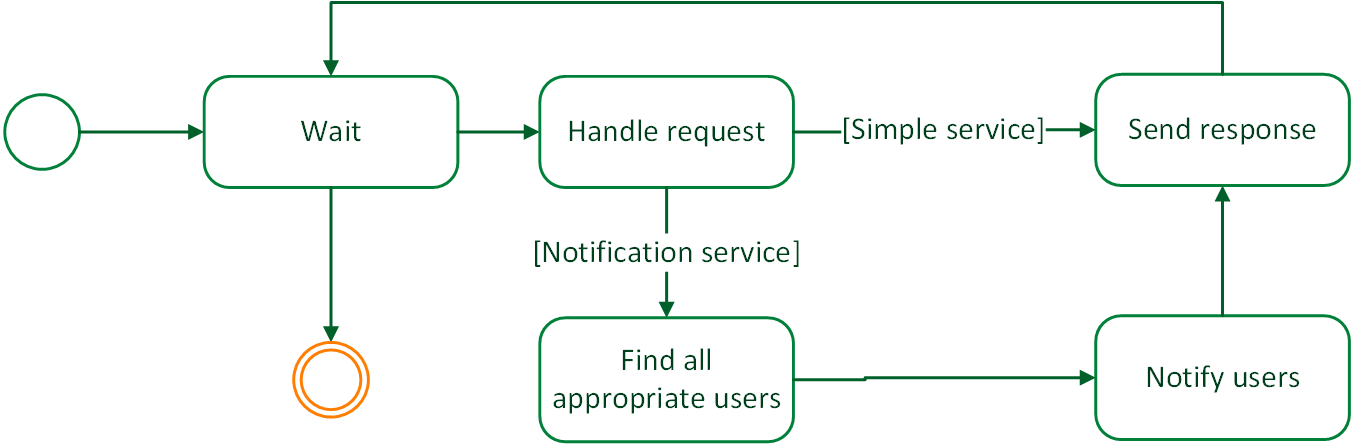 Wait
Handle request
[Simple service]
Send response
[Notification service]
Find all
appropriate users
Notify users